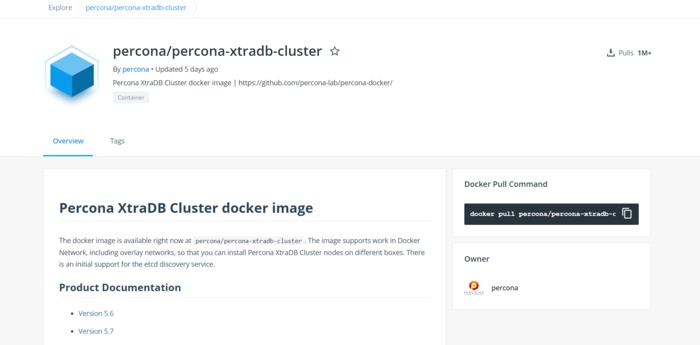 Explore percona/percona-xtradb-cluster
percona/percona-xtradb-cluster
Pulls 1M+
By percona • Updated 5 days ago
Percona XtraDB Cluster docker image | https://github.com/percona-lab/percona-docker/
Container
Overview Tags
Percona XtraDB Cluster docker image
The docker image is available right now at percona/percona-xtradb-cluster . The image supports work in Docker
Network, including overlay networks, so that you can install Percona XtraDB Cluster nodes on different boxes. There
is an initial support for the etcd discovery service.
Product Documentation
• Version 5.6
• Version 5.7
Docker Pull Command
docker pull percona/percona-xtradb-c
Owner
PERCONA
percona